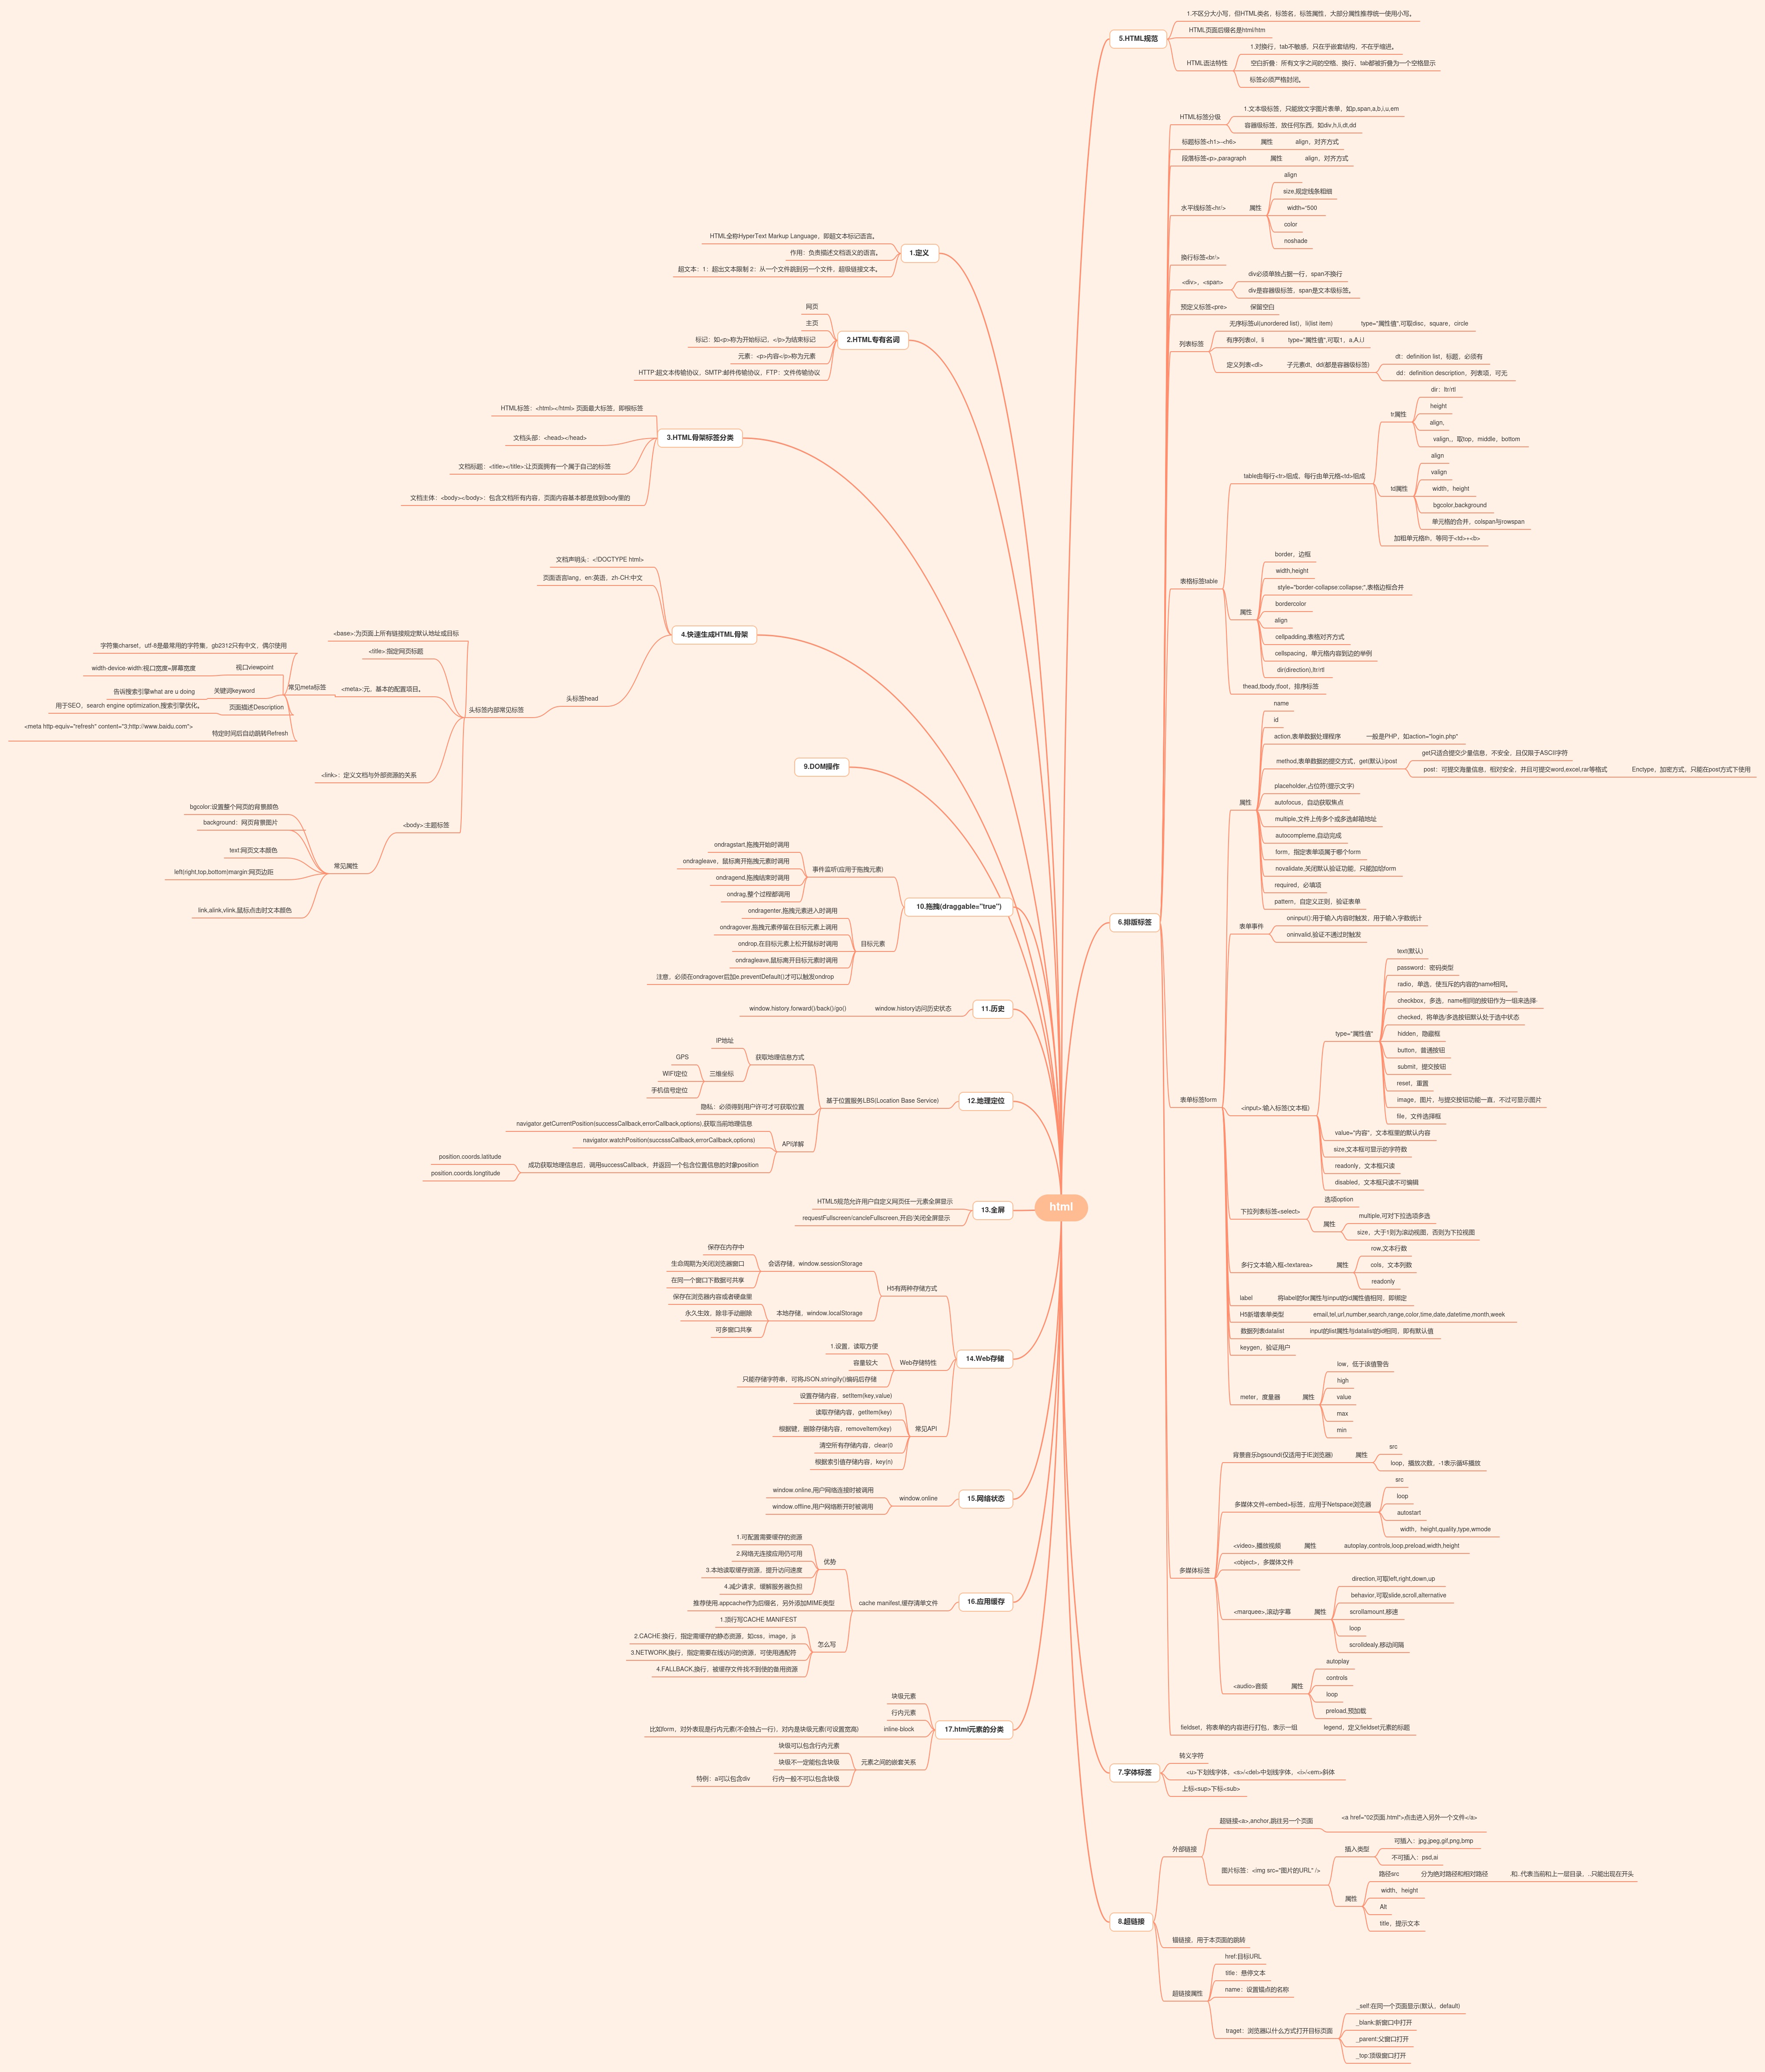 html
1.定义
HTML全称HyperText Markup Language，即超文本标记语言。
作用：负责描述文档语义的语言。
超文本：1：超出文本限制 2：从一个文件跳到另一个文件，超级链接文本。
2.HTML专有名词
网页
主页
标记：如<p>称为开始标记，</p>为结束标记
元素：<p>内容</p>称为元素
HTTP:超文本传输协议，SMTP:邮件传输协议，FTP：文件传输协议
3.HTML骨架标签分类
HTML标签：<html></html> 页面最大标签，即根标签
文档头部：<head></head>
文档标题：<title></title>:让页面拥有一个属于自己的标签
文档主体：<body></body>：包含文档所有内容，页面内容基本都是放到body里的
4.快速生成HTML骨架
文档声明头：<!DOCTYPE html>
页面语言lang，en:英语，zh-CH:中文
头标签head
头标签内部常见标签
<base>:为页面上所有链接规定默认地址或目标
<title>:指定网页标题
<meta>:元，基本的配置项目。
常见meta标签
字符集charset，utf-8是最常用的字符集，gb2312只有中文，偶尔使用
视口viewpoint
width-device-width:视口宽度=屏幕宽度
关键词keyword
告诉搜索引擎what are u doing
页面描述Description
用于SEO，search engine optimization,搜索引擎优化。
特定时间后自动跳转Refresh
<meta http-equiv="refresh" content="3;http://www.baidu.com">
<link>：定义文档与外部资源的关系
<body>:主题标签
常见属性
bgcolor:设置整个网页的背景颜色
background：网页背景图片
text:网页文本颜色
left(right,top,bottom)margin:网页边距
link,alink,vlink,鼠标点击时文本颜色
9.DOM操作
10.拖拽(draggable="true")
事件监听(应用于拖拽元素)
ondragstart,拖拽开始时调用
ondragleave，鼠标离开拖拽元素时调用
ondragend,拖拽结束时调用
ondrag,整个过程都调用
目标元素
ondragenter,拖拽元素进入时调用
ondragover,拖拽元素停留在目标元素上调用
ondrop,在目标元素上松开鼠标时调用
ondragleave,鼠标离开目标元素时调用
注意，必须在ondragover后加e.preventDefault()才可以触发ondrop
11.历史
window.history访问历史状态
window.history.forward()/back()/go()
12.地理定位
基于位置服务LBS(Location Base Service)
获取地理信息方式
IP地址
三维坐标
GPS
WIFI定位
手机信号定位
隐私：必须得到用户许可才可获取位置
API详解
navigator.getCurrentPosition(successCallback,errorCallback,options),获取当前地理信息
navigator.watchPosition(succsssCallback,errorCallback,options)
成功获取地理信息后，调用successCallback，并返回一个包含位置信息的对象position
position.coords.latitude
position.coords.longtitude
13.全屏
HTML5规范允许用户自定义网页任一元素全屏显示
requestFullscreen/cancleFullscreen,开启/关闭全屏显示
14.Web存储
H5有两种存储方式
会话存储，window.sessionStorage
保存在内存中
生命周期为关闭浏览器窗口
在同一个窗口下数据可共享
本地存储，window.localStorage
保存在浏览器内容或者硬盘里
永久生效，除非手动删除
可多窗口共享
Web存储特性
1.设置，读取方便
容量较大
只能存储字符串，可将JSON.stringify()编码后存储
常见API
设置存储内容，setItem(key,value)
读取存储内容，getItem(key)
根据键，删除存储内容，removeItem(key)
清空所有存储内容，clear(0
根据索引值存储内容，key(n)
15.网络状态
window.online
window.online,用户网络连接时被调用
window.offline,用户网络断开时被调用
16.应用缓存
cache manifest,缓存清单文件
优势
1.可配置需要缓存的资源
2.网络无连接应用仍可用
3.本地读取缓存资源，提升访问速度
4.减少请求，缓解服务器负担
推荐使用.appcache作为后缀名，另外添加MIME类型
怎么写
1.顶行写CACHE MANIFEST
2.CACHE:换行，指定需缓存的静态资源，如css，image，js
3.NETWORK,换行，指定需要在线访问的资源，可使用通配符
4.FALLBACK,换行，被缓存文件找不到使的备用资源
17.html元素的分类
块级元素
行内元素
inline-block
比如form，对外表现是行内元素(不会独占一行)，对内是块级元素(可设置宽高)
元素之间的嵌套关系
块级可以包含行内元素
块级不一定能包含块级
行内一般不可以包含块级
特例：a可以包含div
5.HTML规范
1.不区分大小写，但HTML类名，标签名，标签属性，大部分属性推荐统一使用小写。
HTML页面后缀名是html/htm
HTML语法特性
1.对换行，tab不敏感，只在乎嵌套结构，不在乎缩进。
空白折叠：所有文字之间的空格，换行，tab都被折叠为一个空格显示
标签必须严格封闭。
6.排版标签
HTML标签分级
1.文本级标签，只能放文字图片表单，如p,span,a,b,i,u,em
容器级标签，放任何东西，如div,h,li,dt,dd
标题标签<h1>-<h6>
属性
align，对齐方式
段落标签<p>,paragraph
属性
align，对齐方式
水平线标签<hr/>
属性
align
size,规定线条粗细
width="500
color
noshade
换行标签<br/>
<div>，<span>
div必须单独占据一行，span不换行
div是容器级标签，span是文本级标签。
预定义标签<pre>
保留空白
列表标签
无序标签ul(unordered list)，li(list item)
type="属性值",可取disc，square，circle
有序列表ol，li
type="属性值",可取1，a,A,i,I
定义列表<dl>
子元素dt，dd(都是容器级标签)
dt：definition list，标题，必须有
dd：definition description，列表项，可无
表格标签table
table由每行<tr>组成，每行由单元格<td>组成
tr属性
dir：ltr/rtl
height
align,
valign,，取top，middle，bottom
td属性
align
valign
width，height
bgcolor,background
单元格的合并，colspan与rowspan
加粗单元格th，等同于<td>+<b>
属性
border，边框
width,height
style="border-collapse:collapse;",表格边框合并
bordercolor
align
cellpadding,表格对齐方式
cellspacing，单元格内容到边的举例
dir(direction),ltr/rtl
thead,tbody,tfoot，排序标签
表单标签form
属性
name
id
action,表单数据处理程序
一般是PHP，如action="login.php"
method,表单数据的提交方式，get(默认)/post
get只适合提交少量信息，不安全，且仅限于ASCII字符
post：可提交海量信息，相对安全，并且可提交word,excel,rar等格式
Enctype，加密方式，只能在post方式下使用
placeholder,占位符(提示文字)
autofocus，自动获取焦点
multiple,文件上传多个或多选邮箱地址
autocompleme,自动完成
form，指定表单项属于哪个form
novalidate,关闭默认验证功能，只能加给form
required，必填项
pattern，自定义正则，验证表单
表单事件
oninput():用于输入内容时触发，用于输入字数统计
oninvalid,验证不通过时触发
<input>:输入标签(文本框)
type="属性值"
text(默认)
password：密码类型
radio，单选，使互斥的内容的name相同。
checkbox，多选，name相同的按钮作为一组来选择·
checked，将单选/多选按钮默认处于选中状态
hidden，隐藏框
button，普通按钮
submit，提交按钮
reset，重置
image，图片，与提交按钮功能一直，不过可显示图片
file，文件选择框
value="内容"，文本框里的默认内容
size,文本框可显示的字符数
readonly，文本框只读
disabled，文本框只读不可编辑
下拉列表标签<select>
选项option
属性
multiple,可对下拉选项多选
size，大于1则为滚动视图，否则为下拉视图
多行文本输入框<textarea>
属性
row,文本行数
cols，文本列数
readonly
label
将label的for属性与input的id属性值相同，即绑定
H5新增表单类型
email,tel,url,number,search,range,color,time,date,datetime,month,week
数据列表datalist
input的list属性与datalist的id相同，即有默认值
keygen，验证用户
meter，度量器
属性
low，低于该值警告
high
value
max
min
多媒体标签
背景音乐bgsound(仅适用于IE浏览器)
属性
src
loop，播放次数，-1表示循环播放
多媒体文件<embed>标签，应用于Netspace浏览器
src
loop
autostart
width，height,quality,type,wmode
<video>,播放视频
属性
autoplay,controls,loop,preload,width,height
<object>，多媒体文件
<marquee>,滚动字幕
属性
direction,可取left,right,down,up
behavior,可取slide,scroll,alternative
scrollamount,移速
loop
scrolldealy,移动间隔
<audio>音频
属性
autoplay
controls
loop
preload,预加载
fieldset，将表单的内容进行打包，表示一组
legend，定义fieldset元素的标题
7.字体标签
转义字符
<u>下划线字体，<s>/<del>中划线字体，<i>/<em>斜体
上标<sup>下标<sub>
8.超链接
外部链接
超链接<a>,anchor,跳往另一个页面
<a href="02页面.html">点击进入另外一个文件</a>
图片标签：<img src="图片的URL" />
插入类型
可插入：jpg,jpeg,gif,png,bmp
不可插入：psd,ai
属性
路径src
分为绝对路径和相对路径
和..代表当前和上一层目录，..只能出现在开头
width，height
Alt
title，提示文本
锚链接，用于本页面的跳转
超链接属性
href:目标URL
title：悬停文本
name：设置锚点的名称
traget：浏览器以什么方式打开目标页面
_self:在同一个页面显示(默认，default)
_blank:新窗口中打开
_parent:父窗口打开
_top:顶级窗口打开